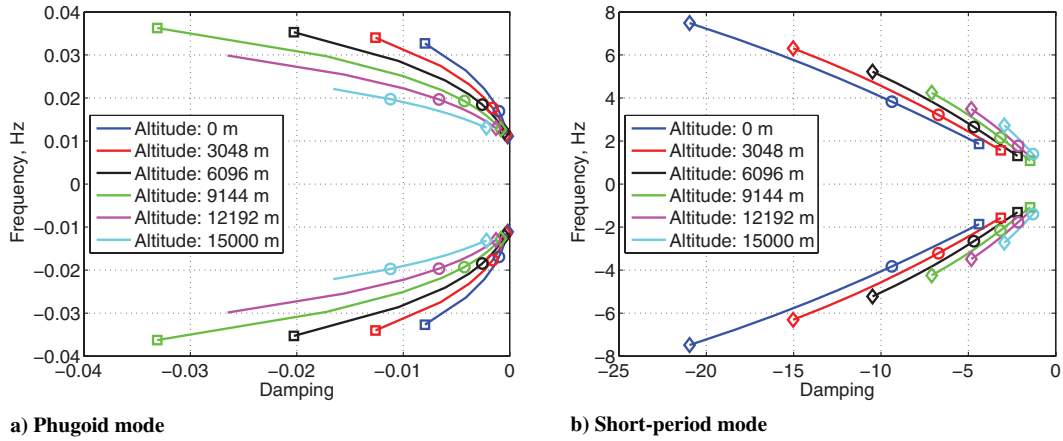 0.04
0.03
0.02
0.01
0
−0.01
−0.02
−0.03
−0.04
Frequency, Hz
−0.04 −0.03 −0.02 −0.01 0
Damping
Altitude: 0 m
Altitude: 3048 m
Altitude: 6096 m
Altitude: 9144 m
Altitude: 12192 m
Altitude: 15000 m
a) Phugoid mode
8
6
4
2
0
−2
−4
−6
−8
Frequency, Hz
−25 −20 −15 −10 −5 0
Damping
Altitude: 0 m
Altitude: 3048 m
Altitude: 6096 m
Altitude: 9144 m
Altitude: 12192 m
Altitude: 15000 m
b) Short-period mode